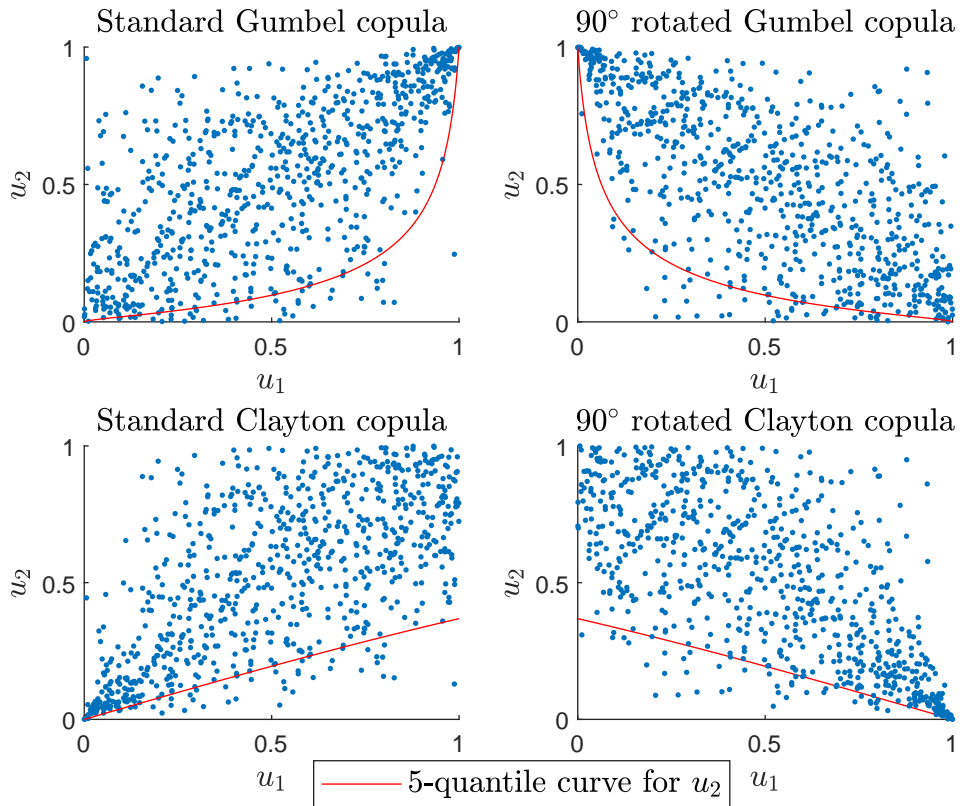 Standard Gumbel copula
90° rotated Gumbel copula
1
0.5
0
u₂
0
0.5
1
u₁
1
0.5
0
u₂
0
0.5
1
u₁
Standard Clayton copula
90° rotated Clayton copula
1
0.5
0
u₂
0
0.5
1
u₁
1
0.5
0
u₂
0
0.5
1
u₁
5-quantile curve for u₂